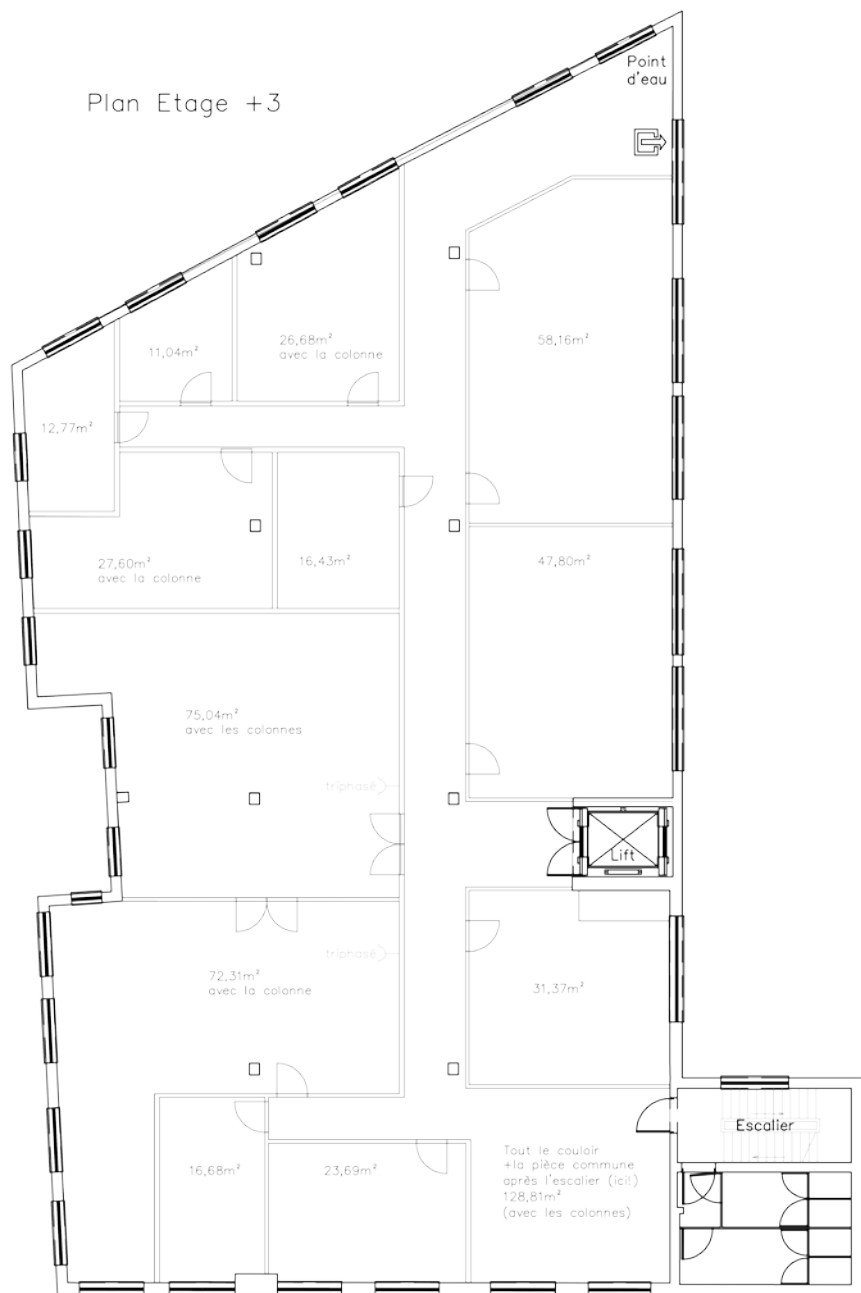 Plan Etage +3
Point
d'eau
11,04m²
26,68m²
avec la colonne
58,16m²
12,77m²
27,60m²
avec la colonne
16,43m²
47,80m²
75,04m²
avec les colonnes
triphasé
Lift
triphasé
72,31m²
avec la colonne
31,37m²
Escalier
16,68m²
23,69m²
Tout le couloir
+la pièce commune
après l'escalier (ici!)
128,81m²
(avec les colonnes)